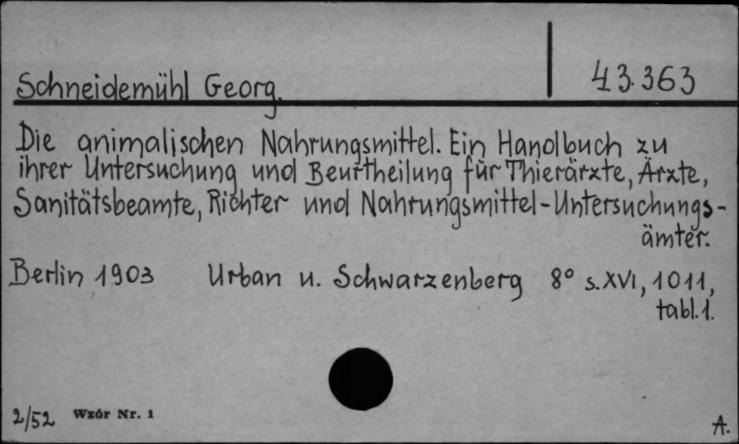 Schneidemühl Georg. 43.363
Die animalischen Nahrungsmittel. Ein Handbuch zu
ihrer Untersuchung und Beurtheilung für Thierärzte, Ärzte,
Sanitätsbeamte, Richter und Nahrungsmittel-Untersuchungs-
ämter.
Berlin 1903 Urban u. Schwarzenberg 8° s.XVI, 1011,
tabl.1.
2/52 Wzór Nr. 1 A.